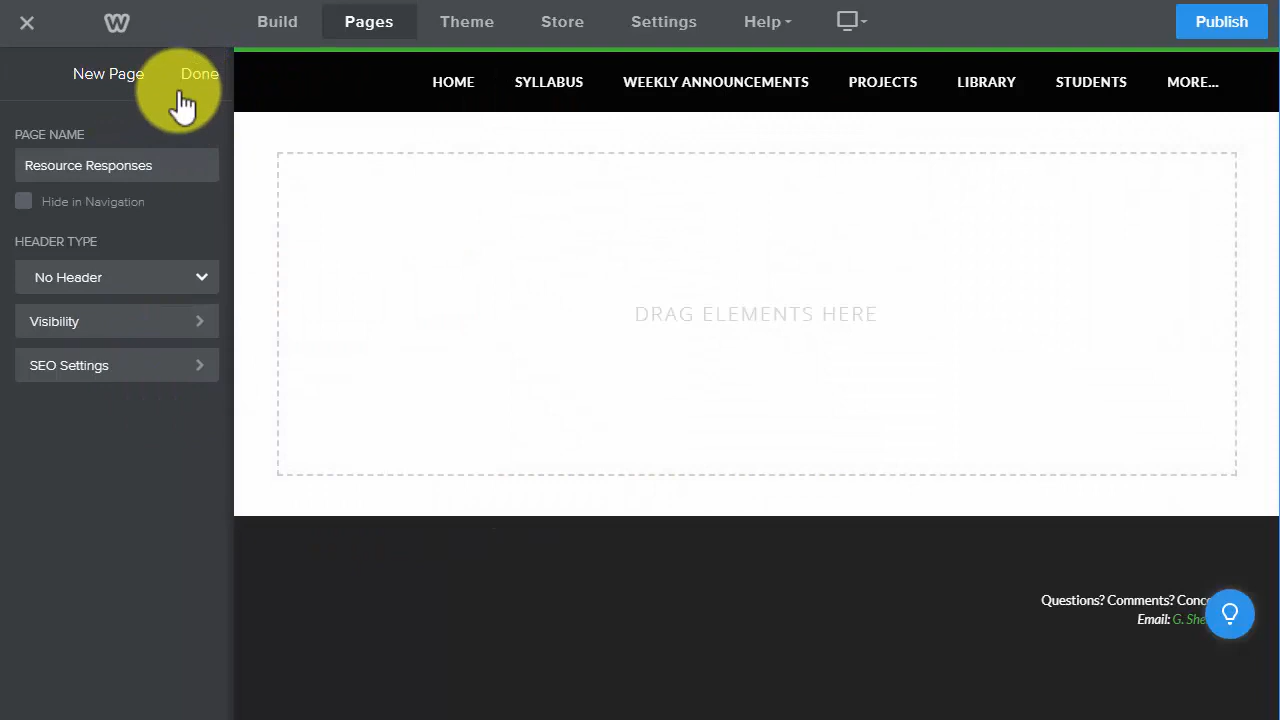 Build Pages Theme Store Settings Help Publish
New Page Done
HOME SYLLABUS WEEKLY ANNOUNCEMENTS PROJECTS LIBRARY STUDENTS MORE...
PAGE NAME
Resource Responses
Hide in Navigation
HEADER TYPE
No Header
Visibility
SEO Settings
DRAG ELEMENTS HERE
Questions? Comments?
Email: G.